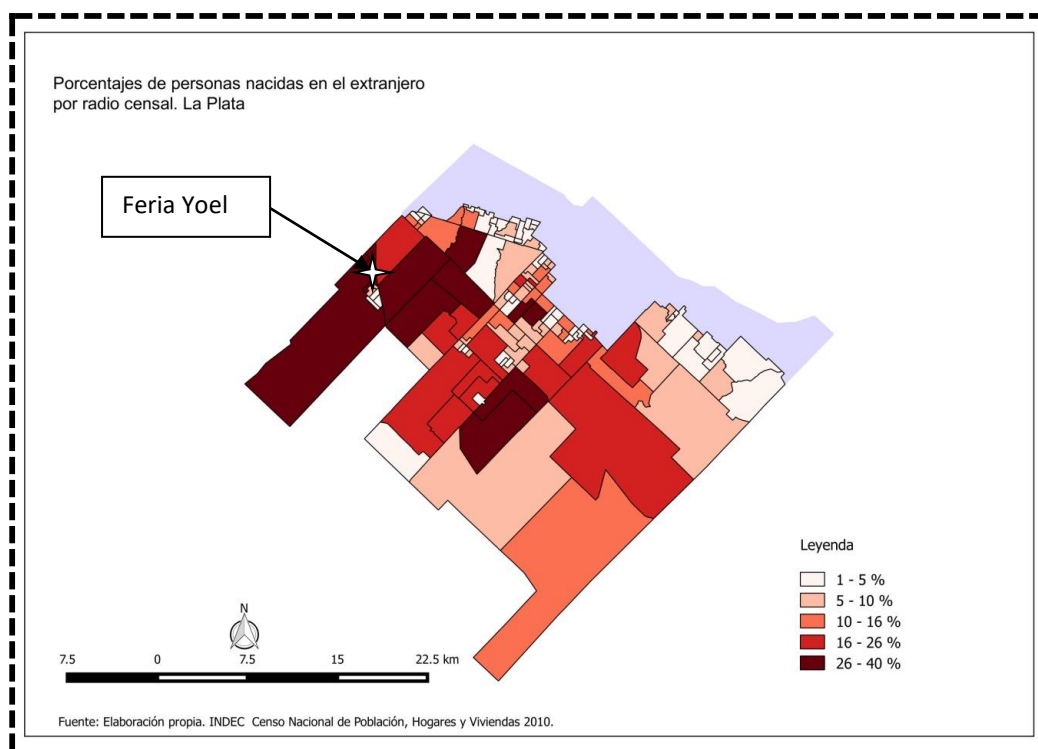 Porcentajes de personas nacidas en el extranjero
por radio censal. La Plata
Feria Yoel
Leyenda
1 - 5 %
5 - 10 %
10 - 16 %
16 - 26 %
26 - 40 %
N
7.5 0 7.5 15 22.5 km
Fuente: Elaboración propia. INDEC Censo Nacional de Población, Hogares y Viviendas 2010.